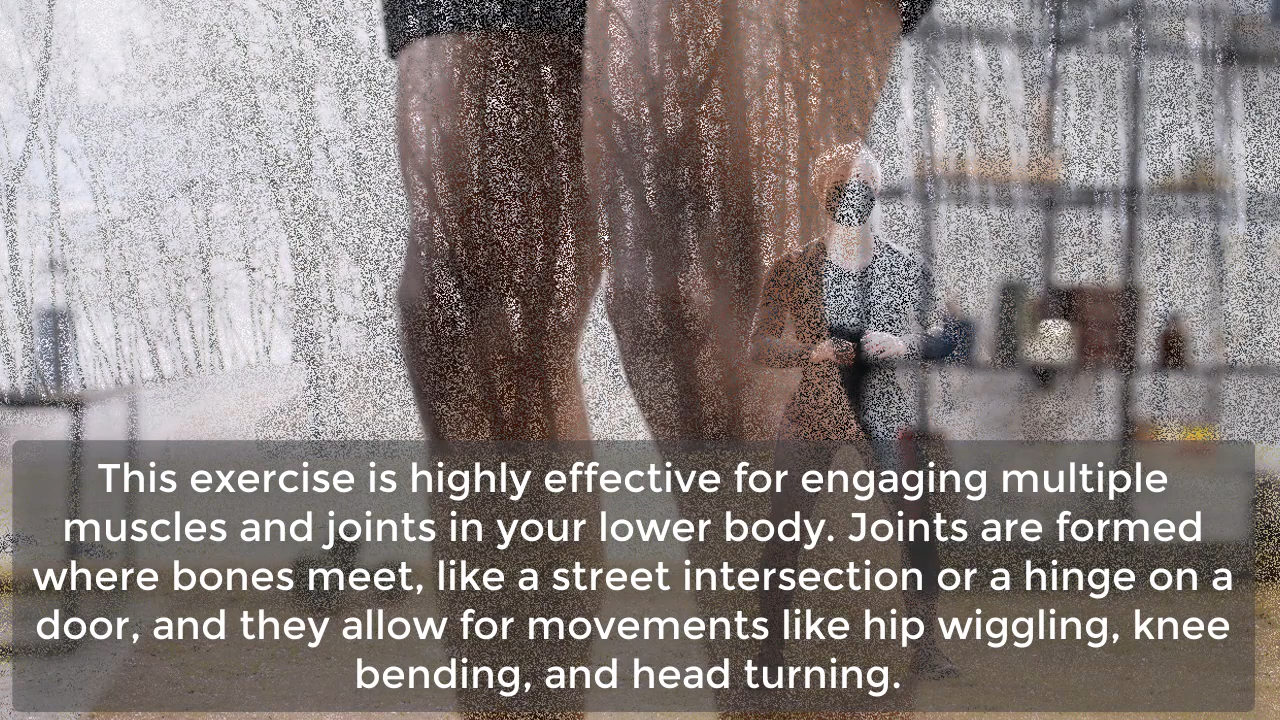 This exercise is highly effective for engaging multiple
muscles and joints in your lower body. Joints are formed
where bones meet, like a street intersection or a hinge on a
door, and they allow for movements like hip wiggling, knee
bending, and head turning.